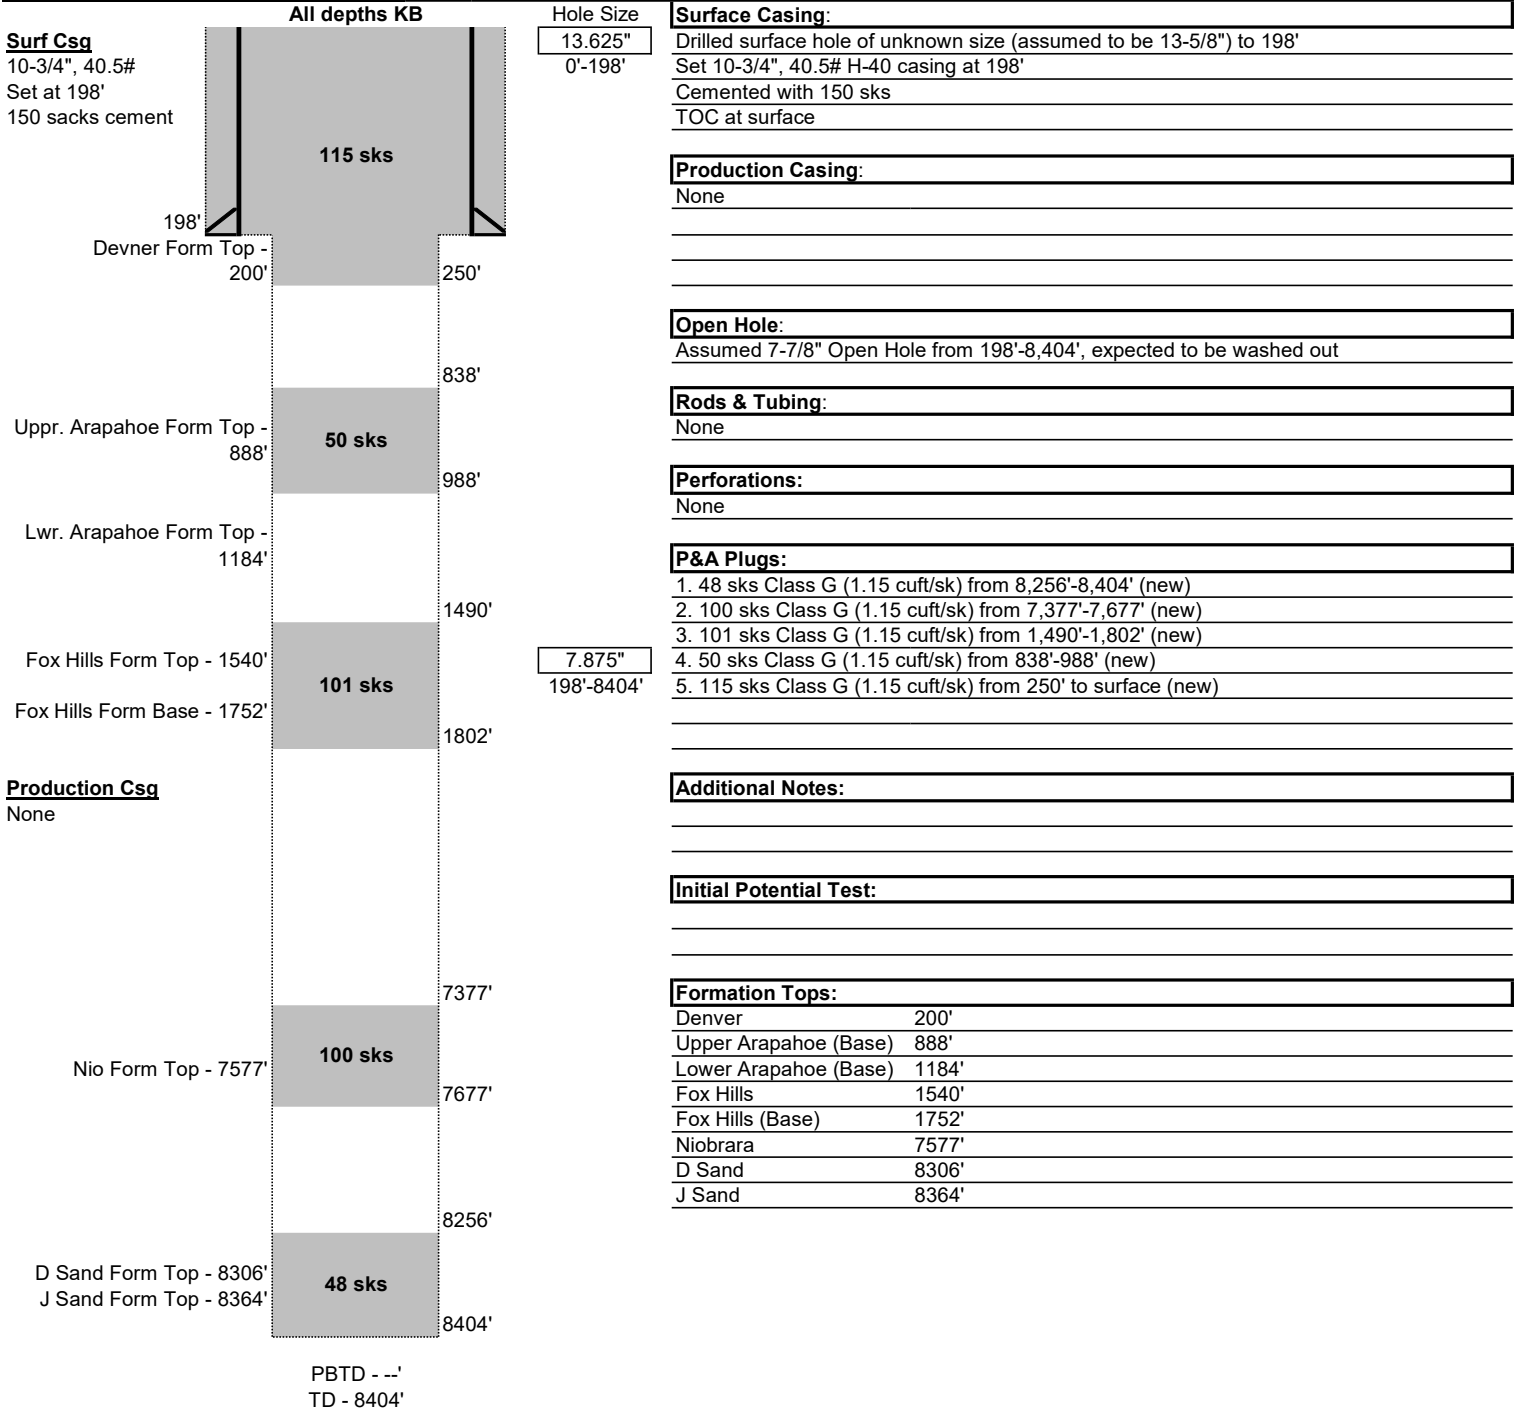 All depths KB
Surf Csg
10-3/4", 40.5#
Set at 198'
150 sacks cement
115 sks
198'
Devner Form Top -
200'
250'
838'
Uppr. Arapahoe Form Top -
888'
50 sks
988'
Lwr. Arapahoe Form Top -
1184'
1490'
Fox Hills Form Top - 1540'
101 sks
Fox Hills Form Base - 1752'
1802'
Production Csg
None
7377'
100 sks
Nio Form Top - 7577'
7677'
8256'
D Sand Form Top - 8306'
48 sks
J Sand Form Top - 8364'
8404'
PBTD - --'
TD - 8404'
Hole Size
13.625"
0'-198'
7.875"
198'-8404'
Surface Casing:
Drilled surface hole of unknown size (assumed to be 13-5/8") to 198'
Set 10-3/4", 40.5# H-40 casing at 198'
Cemented with 150 sks
TOC at surface
Production Casing:
None
Open Hole:
Assumed 7-7/8" Open Hole from 198'-8,404', expected to be washed out
Rods & Tubing:
None
Perforations:
None
P&A Plugs:
1. 48 sks Class G (1.15 cuft/sk) from 8,256'-8,404' (new)
2. 100 sks Class G (1.15 cuft/sk) from 7,377'-7,677' (new)
3. 101 sks Class G (1.15 cuft/sk) from 1,490'-1,802' (new)
4. 50 sks Class G (1.15 cuft/sk) from 838'-988' (new)
5. 115 sks Class G (1.15 cuft/sk) from 250' to surface (new)
Additional Notes:
Initial Potential Test:
Formation Tops:
Denver 200'
Upper Arapahoe (Base) 888'
Lower Arapahoe (Base) 1184'
Fox Hills 1540'
Fox Hills (Base) 1752'
Niobrara 7577'
D Sand 8306'
J Sand 8364'